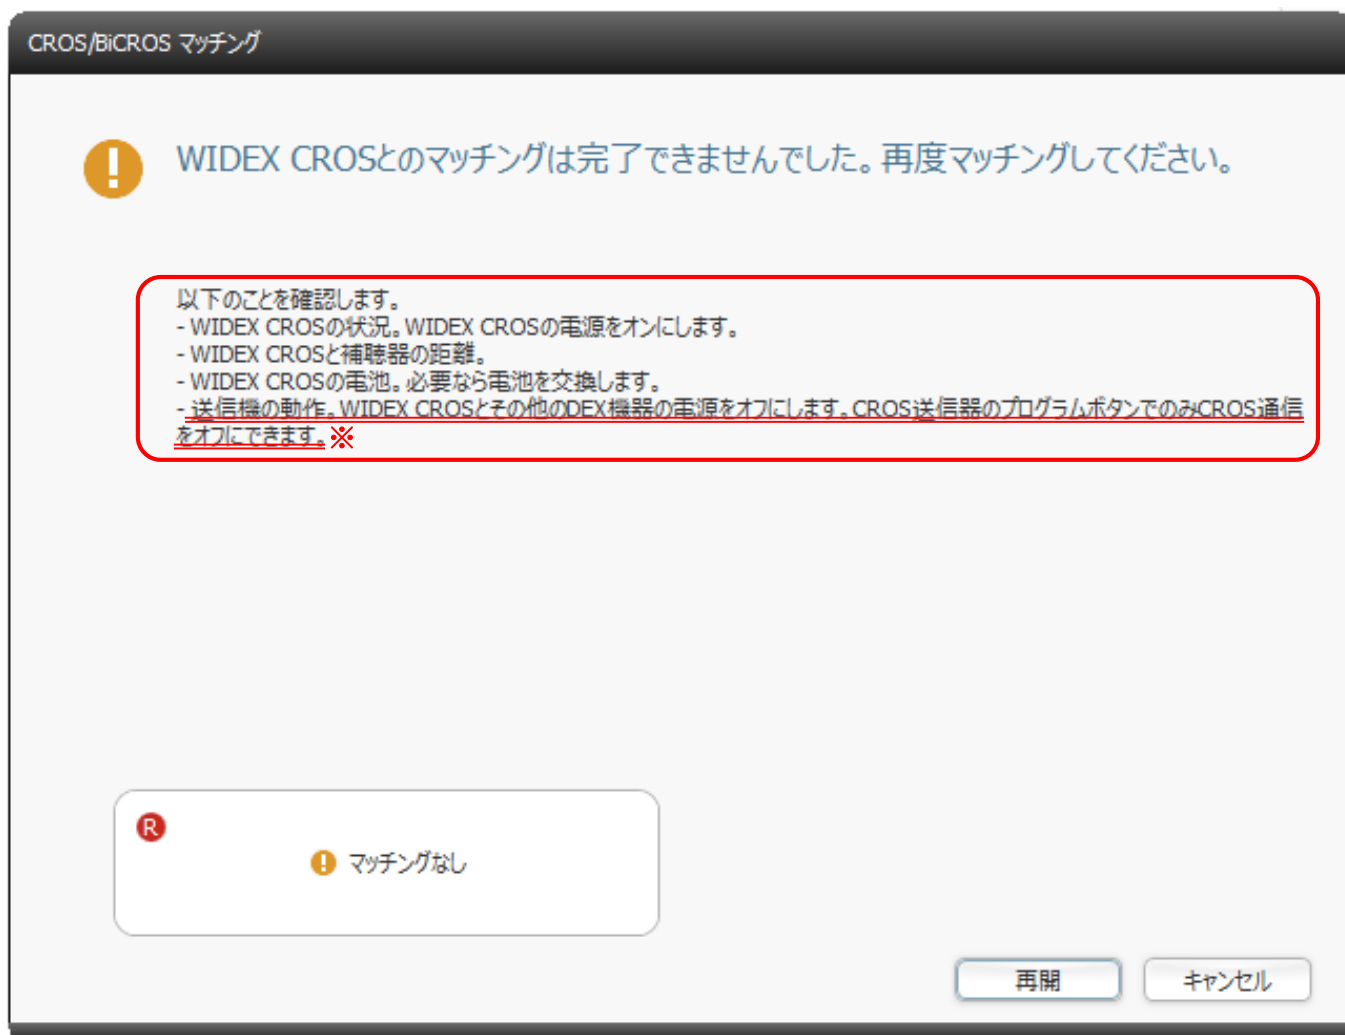 CROS/BiCROS マッチング
WIDEX CROSとのマッチングは完了できませんでした。再度マッチングしてください。
以下のことを確認します。
- WIDEX CROSの状況。WIDEX CROSの電源をオンにします。
- WIDEX CROSと補聴器の距離。
- WIDEX CROSの電池。必要なら電池を交換します。
- 送信機の動作。WIDEX CROSとその他のDEX機器の電源をオフにします。CROS送信器のプログラムボタンでのみCROS通信
をオフにできます。※
R
マッチングなし
再開
キャンセル